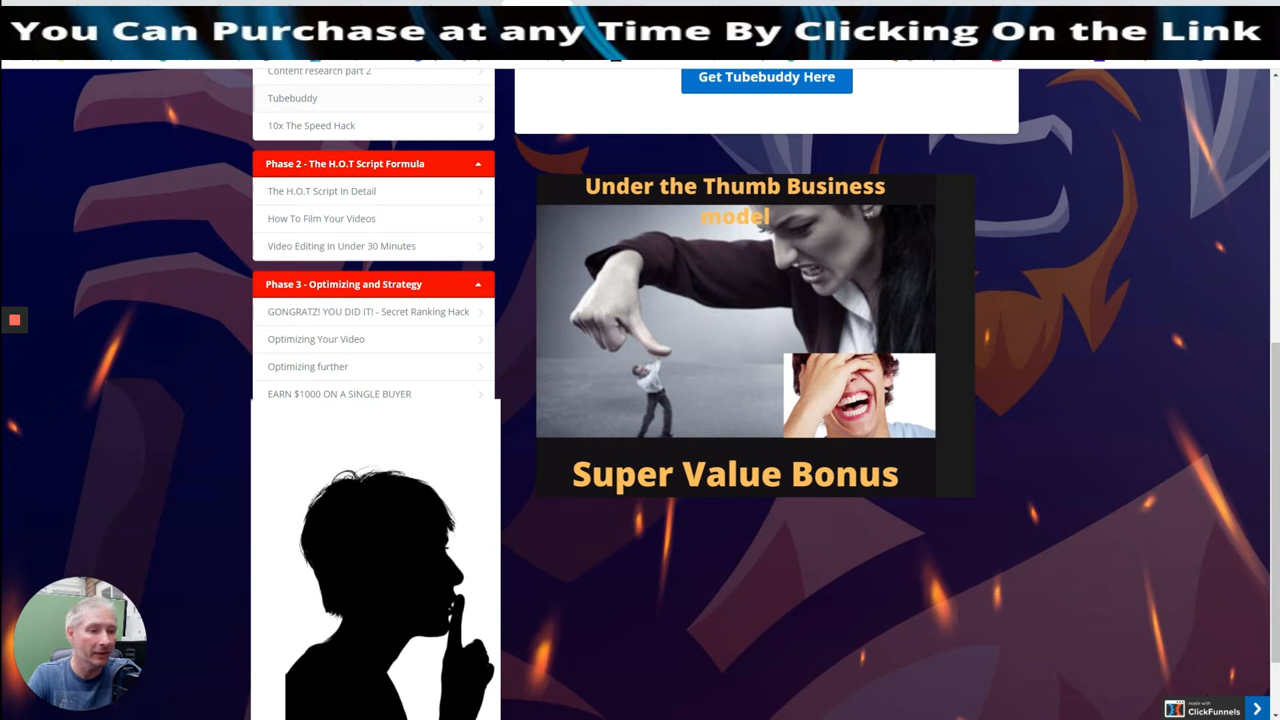 You Can Purchase at any Time By Clicking On the Link
Content research part 2
Tubebuddy
10x The Speed Hack
Phase 2 - The H.O.T Script Formula
The H.O.T Script In Detail
How To Film Your Videos
Video Editing In Under 30 Minutes
Phase 3 - Optimizing and Strategy
GONGRATZ! YOU DID IT! - Secret Ranking Hack
Optimizing Your Video
Optimizing further
EARN $1000 ON A SINGLE BUYER
Get Tubebuddy Here
Under the Thumb Business
model
Super Value Bonus
made with
ClickFunnels